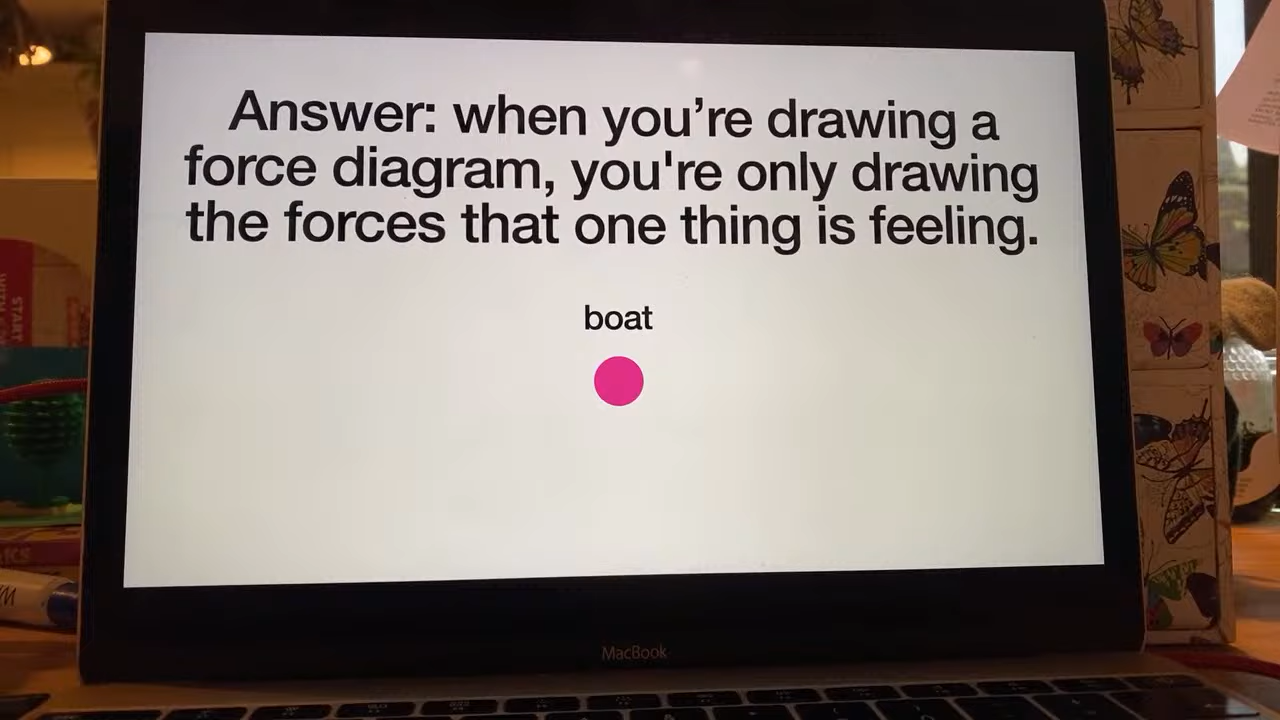 Answer: when you’re drawing a
force diagram, you're only drawing
the forces that one thing is feeling.
boat
MacBook
START